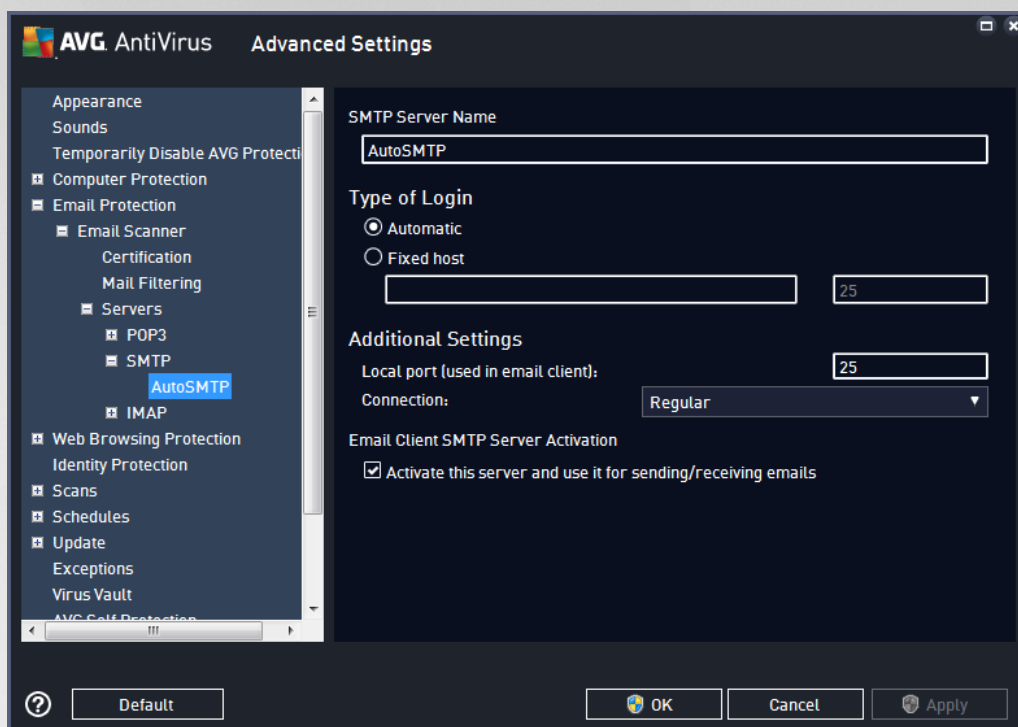 AVG. AntiVirus Advanced Settings
Appearance
Sounds
Temporarily Disable AVG Protecti
Computer Protection
Email Protection
Email Scanner
Certification
Mail Filtering
Servers
POP3
SMTP
AutoSMTP
IMAP
Web Browsing Protection
Identity Protection
Scans
Schedules
Update
Exceptions
Virus Vault
AVG Self Protection
SMTP Server Name
AutoSMTP
Type of Login
Automatic
Fixed host
25
Additional Settings
Local port (used in email client): 25
Connection: Regular
Email Client SMTP Server Activation
Activate this server and use it for sending/receiving emails
? Default OK Cancel Apply